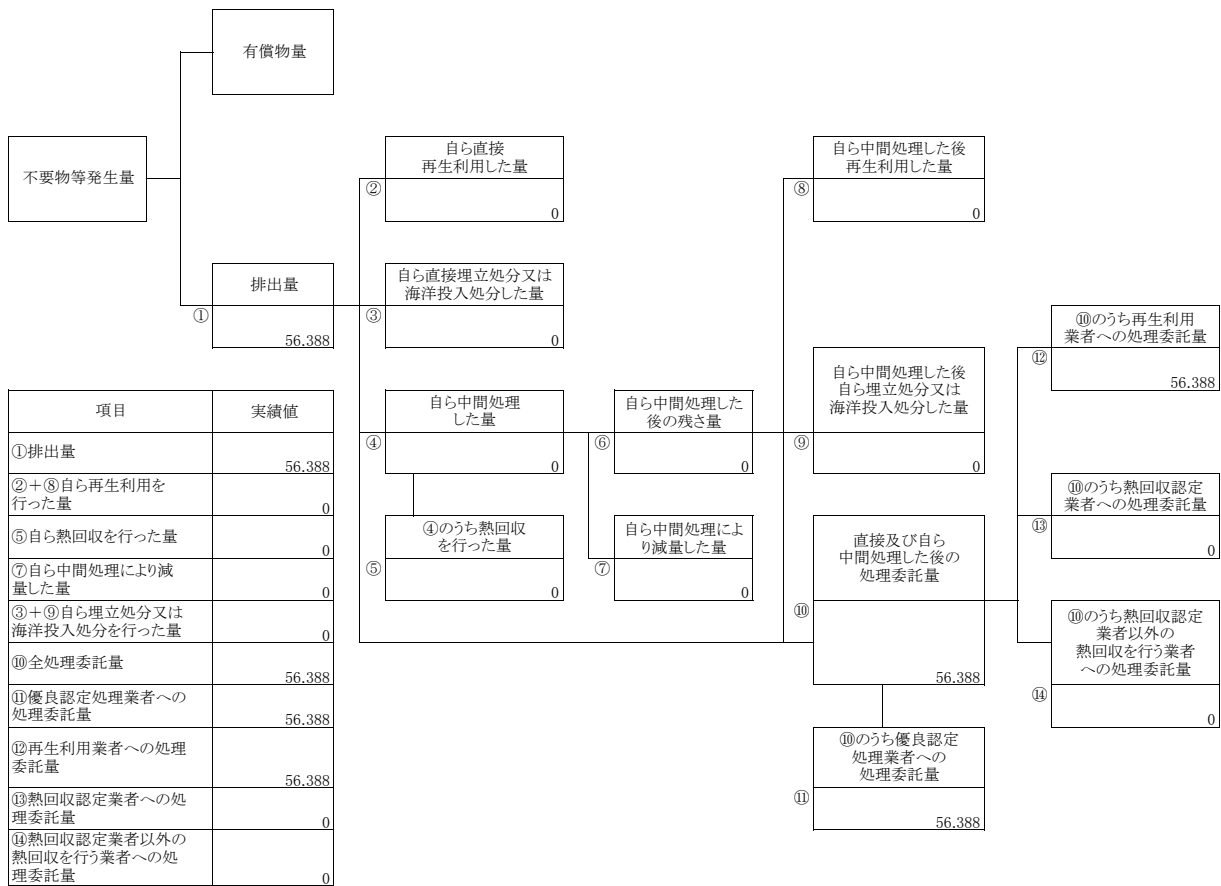 有償物量
不要物等発生量
排出量
①
56.388
自ら直接
再生利用した量
②
0
自ら直接埋立処分又は
海洋投入処分した量
③
0
自ら中間処理
した量
④
0
④のうち熱回収
を行った量
⑤
0
自ら中間処理した
後の残さ量
⑥
0
自ら中間処理によ
り減量した量
⑦
0
自ら中間処理した後
再生利用した量
⑧
0
自ら中間処理した後
自ら埋立処分又は
海洋投入処分した量
⑨
0
直接及び自ら
中間処理した後の
処理委託量
⑩
56.388
⑩のうち優良認定
処理業者への
処理委託量
⑪
56.388
⑩のうち再生利用
業者への処理委託量
⑫
56.388
⑩のうち熱回収認定
業者への処理委託量
⑬
0
⑩のうち熱回収認定
業者以外の
熱回収を行う業者
への処理委託量
⑭
0
項目 実績値
①排出量
56.388
②+⑧自ら再生利用を
行った量
0
⑤自ら熱回収を行った量
0
⑦自ら中間処理により減
量した量
0
③+⑨自ら埋立処分又は
海洋投入処分を行った量
0
⑩全処理委託量
56.388
⑪優良認定処理業者への
処理委託量
56.388
⑫再生利用業者への処理
委託量
56.388
⑬熱回収認定業者への処
理委託量
0
⑭熱回収認定業者以外の
熱回収を行う業者への処
理委託量
0